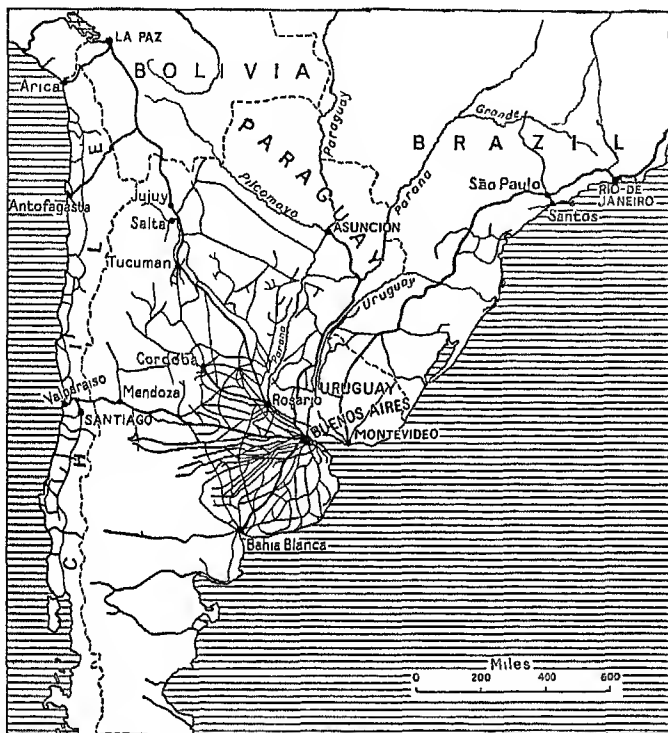 LA PAZ
BOLIVIA
Arica
Paraguay
Grande
PARAGUAY
BRAZIL
Pilcomayo
Parana
São Paulo
RIO-DE
JANEIRO
Santos
Antofagasta
Jujuy
Salta
ASUNCIÓN
Tucuman
Uruguay
Parana
CHILE
Cordoba
Valparaiso
Mendoza
Rosario
URUGUAY
SANTIAGO
BUENOS AIRES
MONTEVIDEO
Bahia Blanca
Miles
0 200 400 600